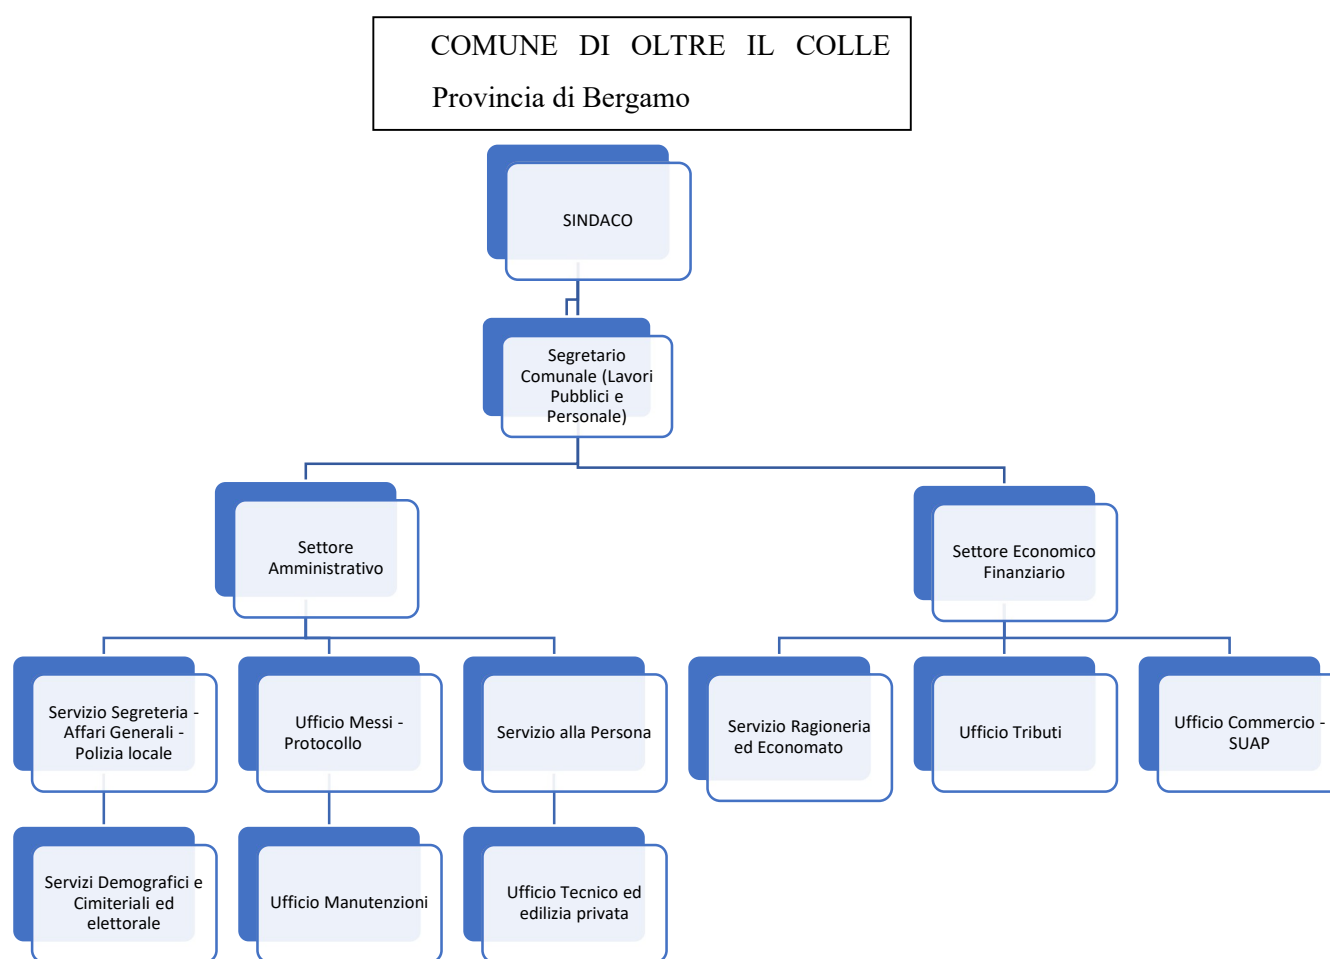 COMUNE DI OLTRE IL COLLE
Provincia di Bergamo
SINDACO
Segretario
Comunale (Lavori
Pubblici e
Personale)
Settore
Amministrativo
Settore Economico
Finanziario
Servizio Segreteria -
Affari Generali -
Polizia locale
Ufficio Messi -
Protocollo
Servizio alla Persona
Servizio Ragioneria
ed Economato
Ufficio Tributi
Ufficio Commercio -
SUAP
Servizi Demografici e
Cimiteriali ed
elettorale
Ufficio Manutenzioni
Ufficio Tecnico ed
edilizia privata